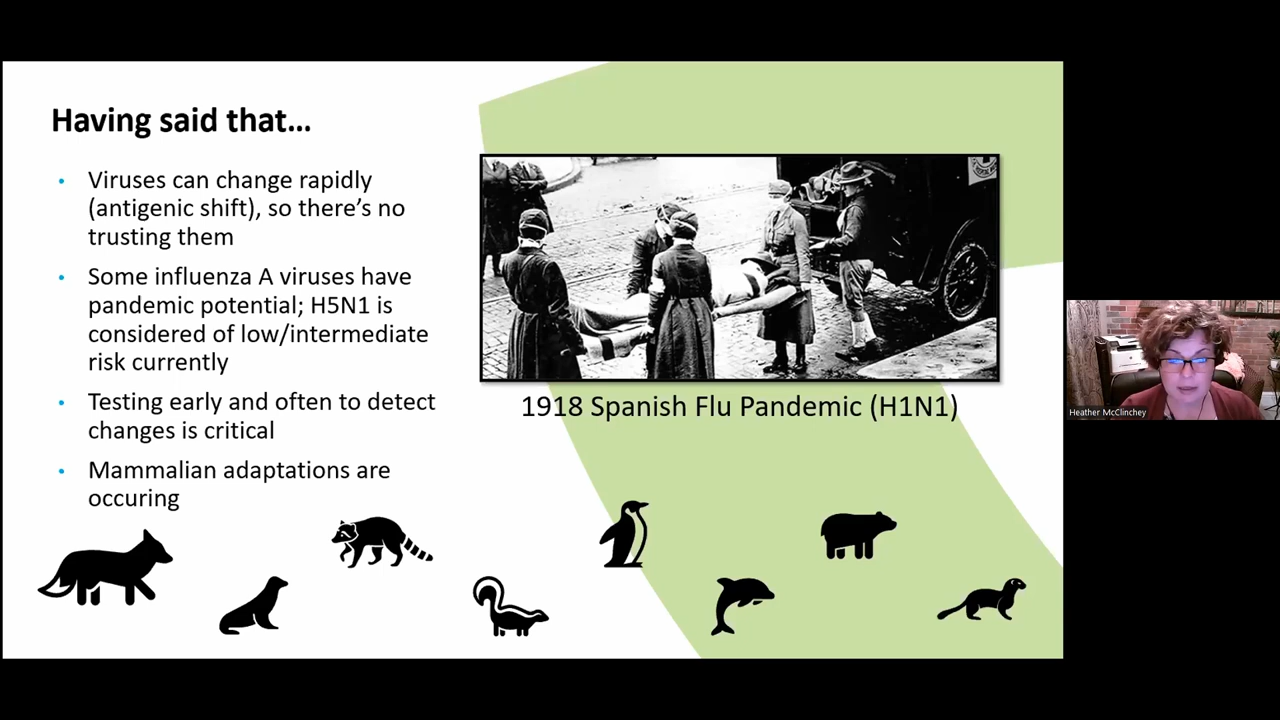 Having said that...
• Viruses can change rapidly
(antigenic shift), so there's no
trusting them
• Some influenza A viruses have
pandemic potential; H5N1 is
considered of low/intermediate
risk currently
• Testing early and often to detect
changes is critical
• Mammalian adaptations are
occuring
1918 Spanish Flu Pandemic (H1N1)
Heather McClinchey